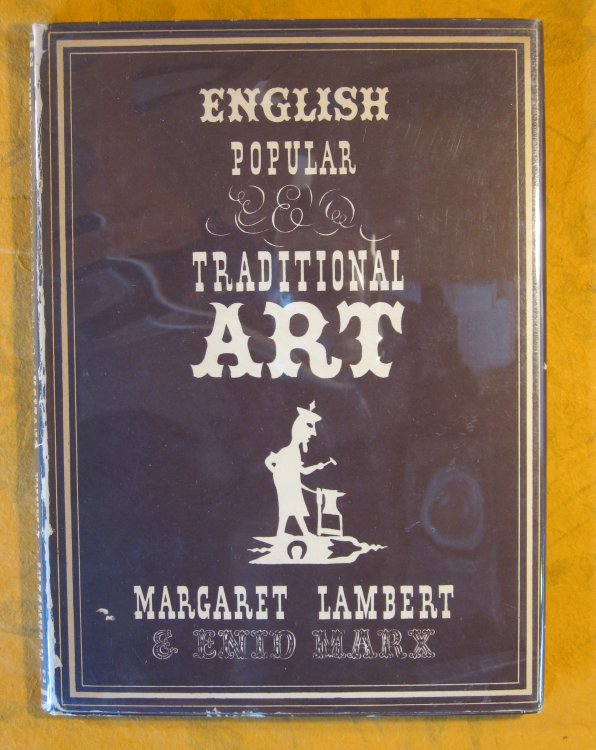 ENGLISH
POPULAR
&
TRADITIONAL
ART
MARGARET LAMBERT
& ENID MARX